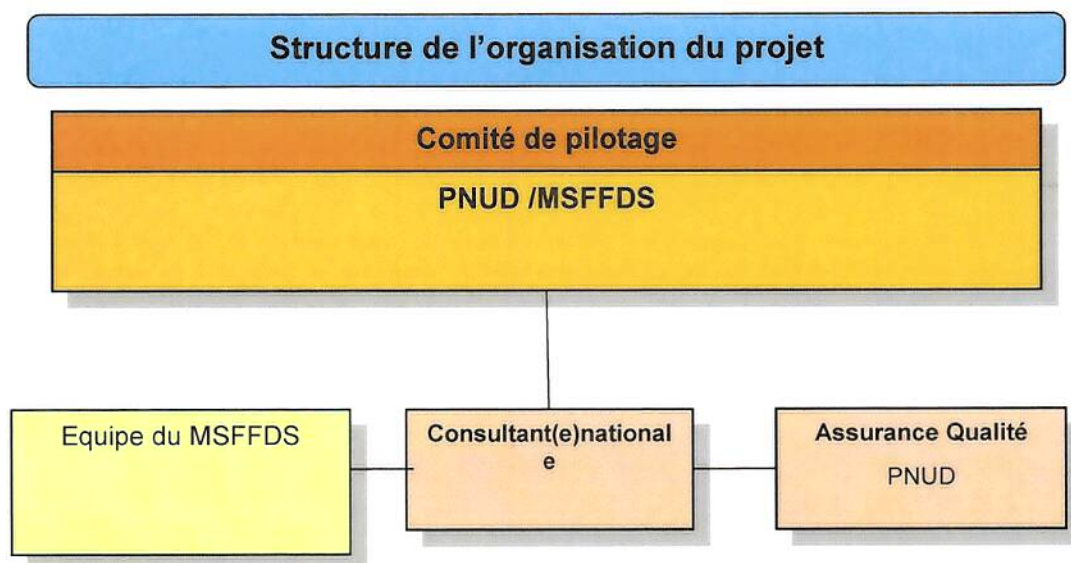 Structure de l'organisation du projet
Comité de pilotage
PNUD /MSFFDS
Equipe du MSFFDS
Consultant(e)national
e
Assurance Qualité
PNUD